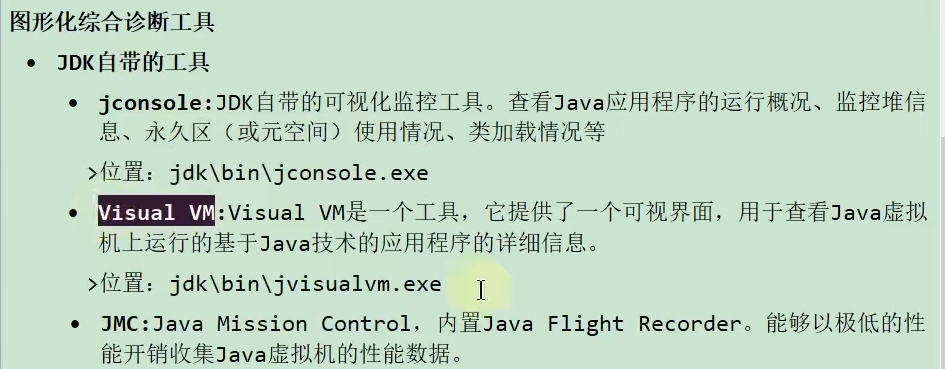 图形化综合诊断工具
• JDK自带的工具
• jconsole:JDK自带的可视化监控工具。查看Java应用程序的运行概况、监控堆信
息、永久区（或元空间）使用情况、类加载情况等
>位置：jdk\bin\jconsole.exe
• Visual VM:Visual VM是一个工具，它提供了一个可视界面，用于查看Java虚拟
机上运行的基于Java技术的应用程序的详细信息。
>位置：jdk\bin\jvisualvm.exe
• JMC:Java Mission Control，内置Java Flight Recorder。能够以极低的性
能开销收集Java虚拟机的性能数据。